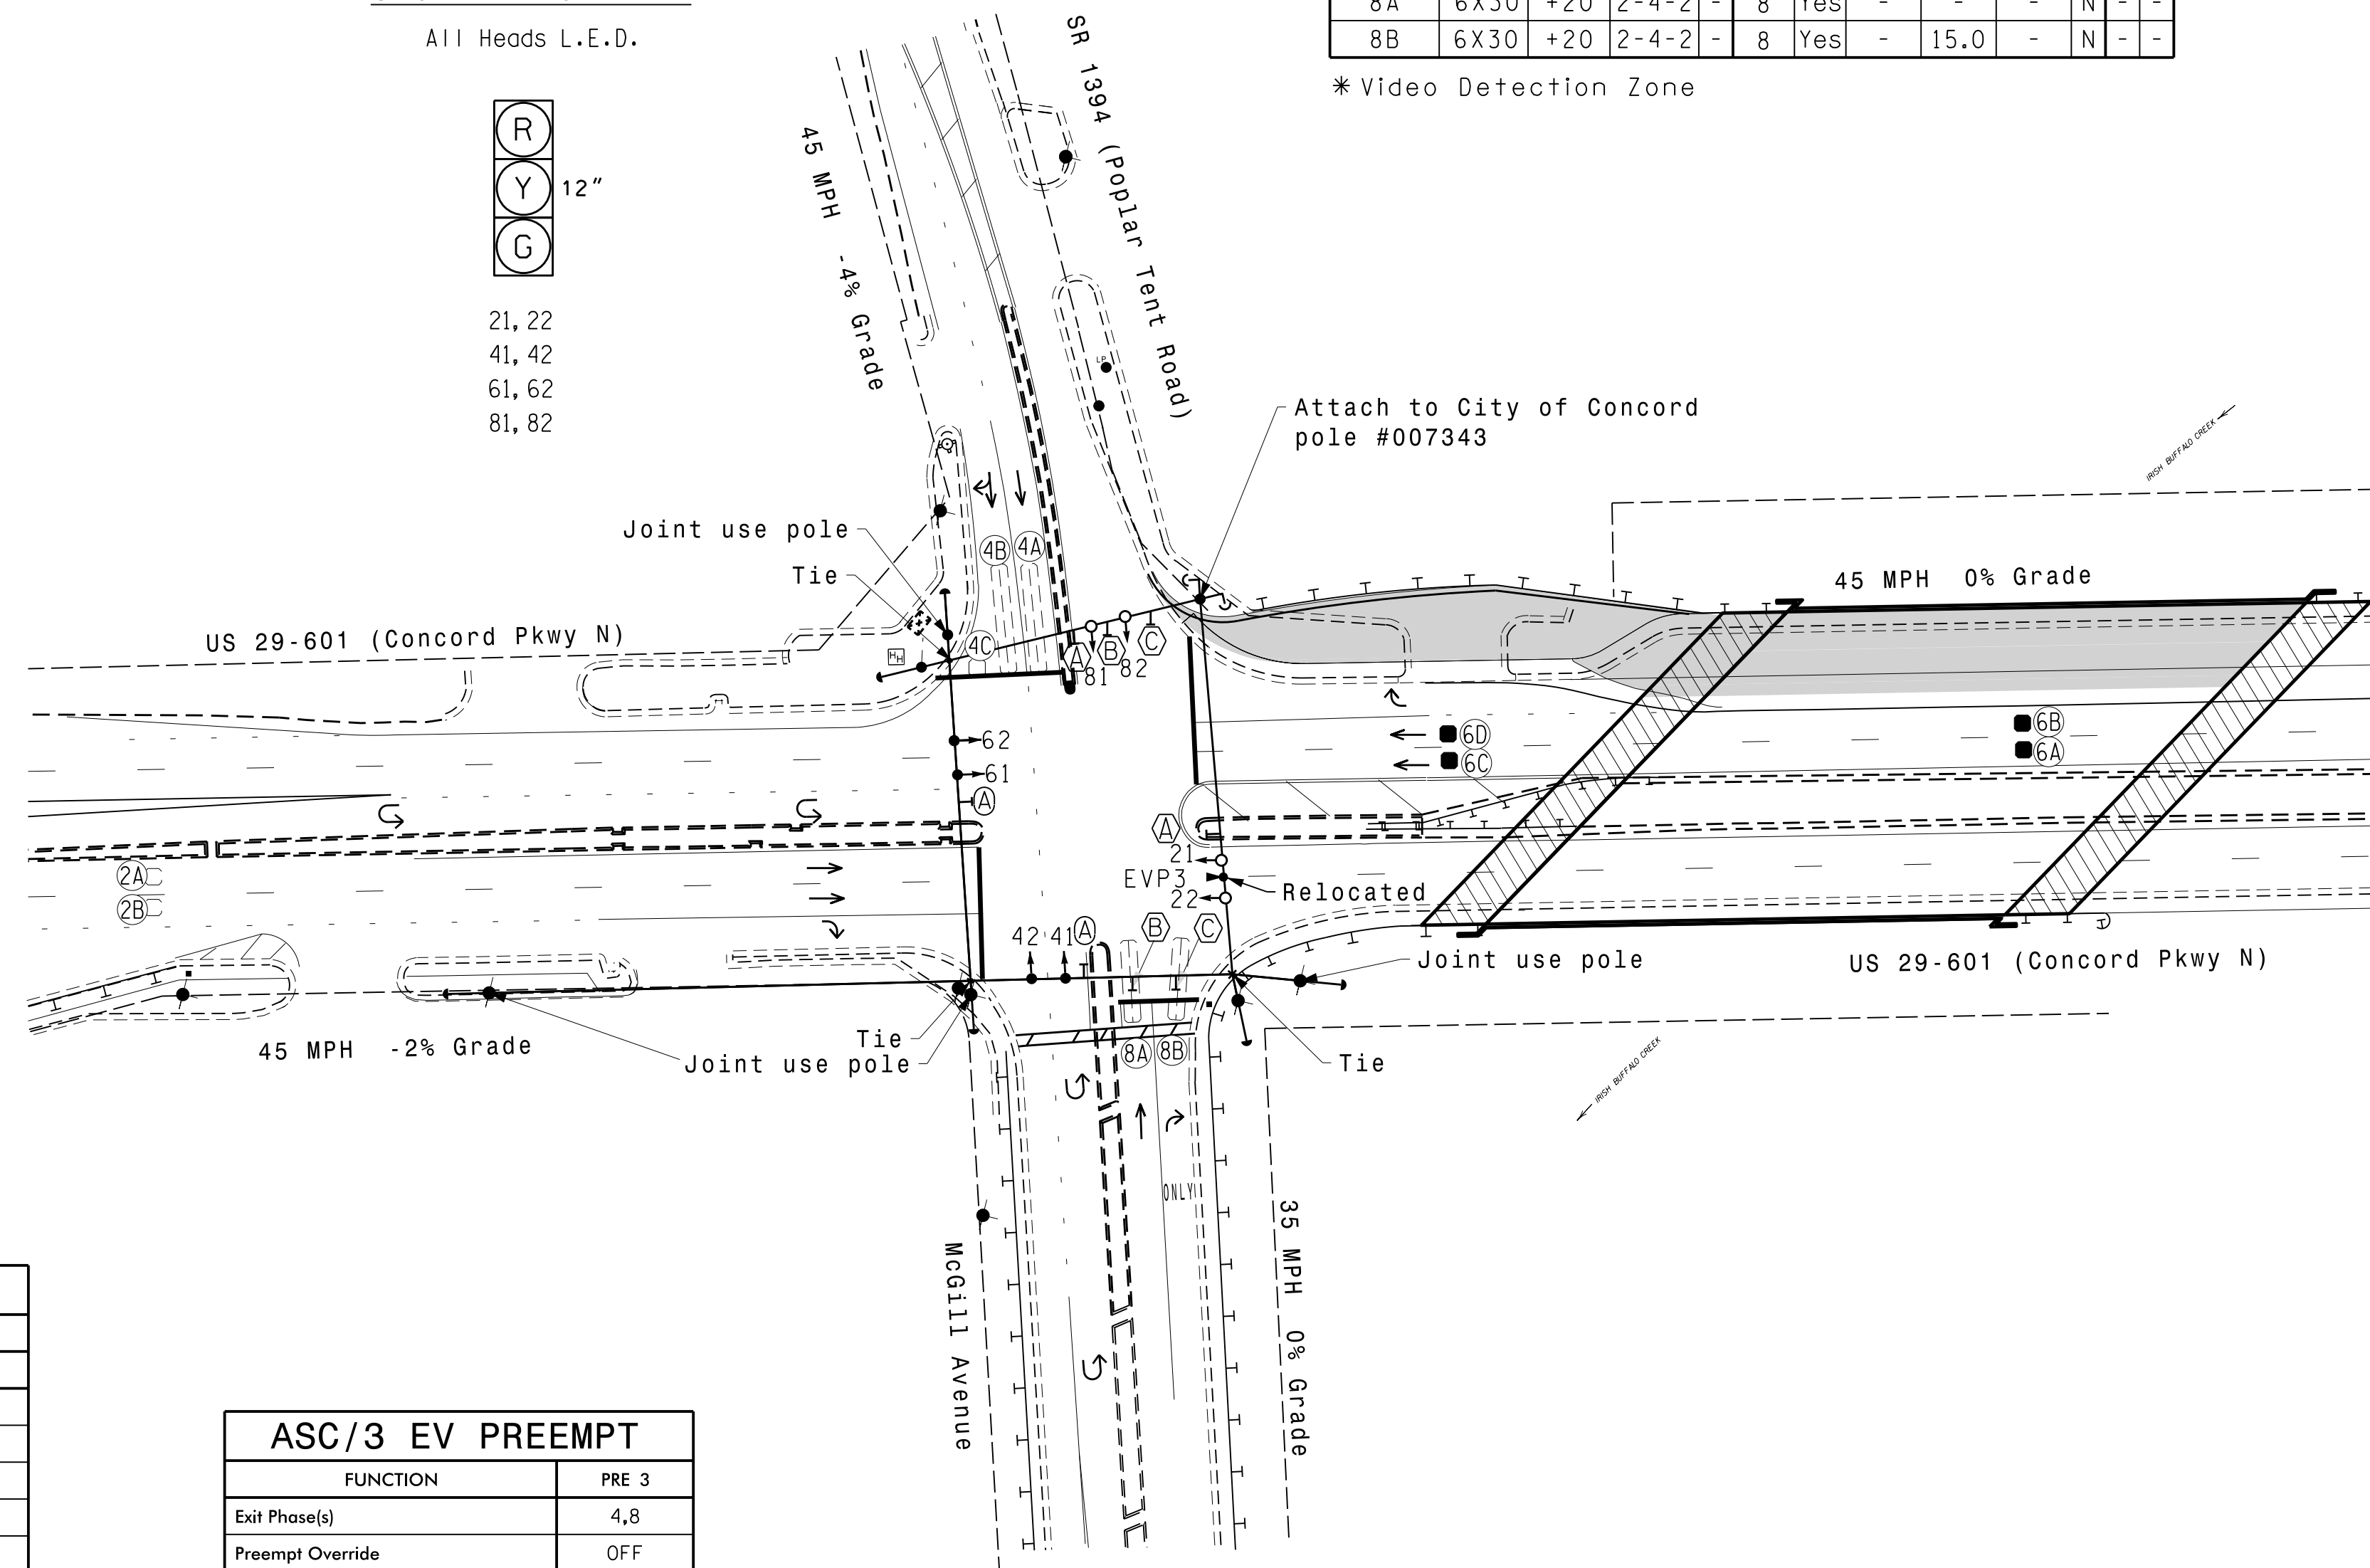 All Heads L.E.D.
R
Y
G
12"
21, 22
41, 42
61, 62
81, 82
8A 6X30 +20 2-4-2 - 8 Yes - - - N - -
8B 6X30 +20 2-4-2 - 8 Yes - 15.0 - N - -
* Video Detection Zone
45 MPH -4% Grade
SR 1394 (Poplar Tent Road)
LP
Attach to City of Concord
pole #007343
IRISH BUFFALO CREEK
Joint use pole
Tie
4B
4A
4C
HH
US 29-601 (Concord Pkwy N)
45 MPH 0% Grade
A
B
C
81
82
62
61
A
6D
6C
6B
6A
A
21
EVP3
22
Relocated
2A
2B
42
41
A
B
C
Joint use pole
US 29-601 (Concord Pkwy N)
45 MPH -2% Grade
Tie
Joint use pole
8A
8B
Tie
IRISH BUFFALO CREEK
ONLY
McGill Avenue
35 MPH 0% Grade
ASC/3 EV PREEMPT
FUNCTION PRE 3
Exit Phase(s) 4,8
Preempt Override OFF